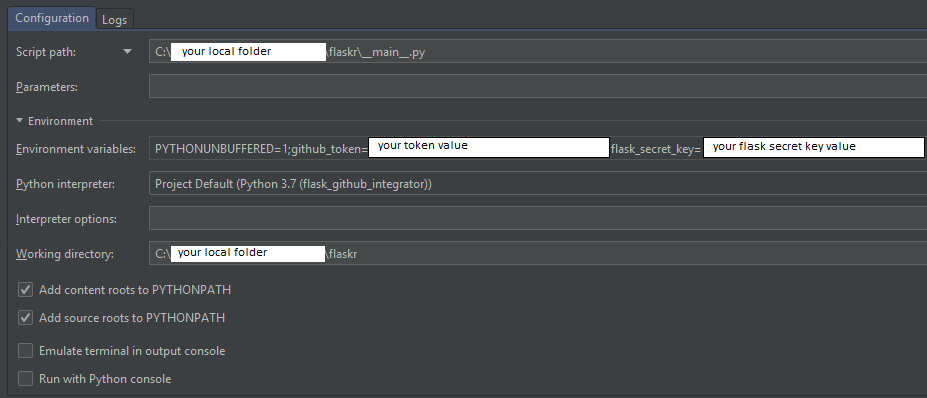 Configuration Logs
Script path: C:\ your local folder \flaskr\__main__.py
Parameters:
Environment
Environment variables: PYTHONUNBUFFERED=1;github_token= your token value flask_secret_key= your flask secret key value
Python interpreter: Project Default (Python 3.7 (flask_github_integrator))
Interpreter options:
Working directory: C:\ your local folder \flaskr
Add content roots to PYTHONPATH
Add source roots to PYTHONPATH
Emulate terminal in output console
Run with Python console